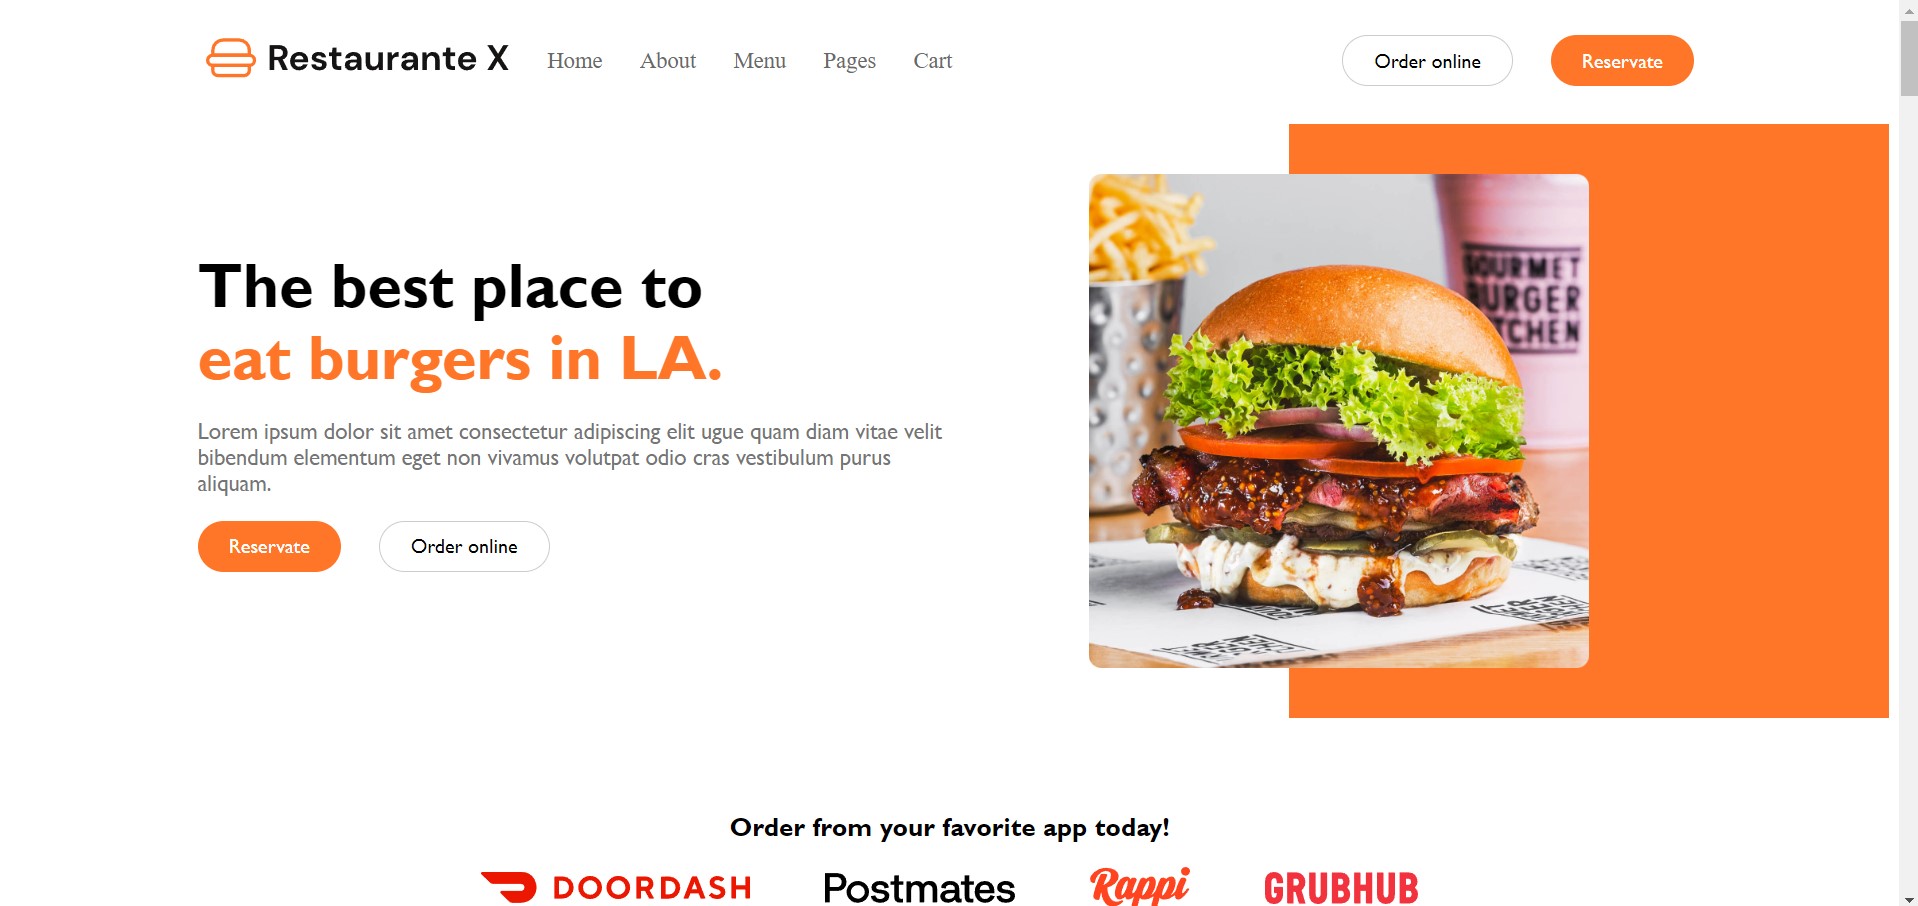 Restaurante X
Home
About
Menu
Pages
Cart
Order online
Reservate
The best place to
eat burgers in LA.
Lorem ipsum dolor sit amet consectetur adipiscing elit ugue quam diam vitae velit
bibendum elementum eget non vivamus volutpat odio cras vestibulum purus
aliquam.
Reservate
Order online
GOURMET
BURGER
Order from your favorite app today!
DOORDASH
Postmates
Rappi
GRUBHUB